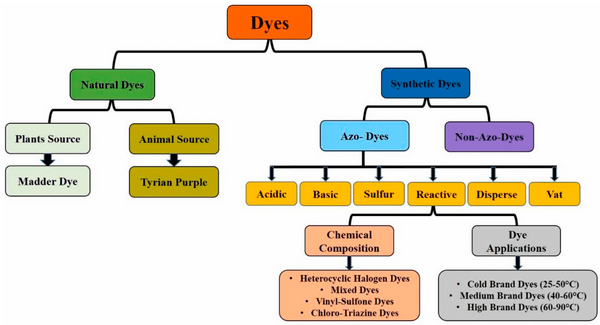 Dyes
Natural Dyes
Synthetic Dyes
Plants Source
Animal Source
Azo- Dyes
Non-Azo-Dyes
Madder Dye
Tyrian Purple
Acidic
Basic
Sulfur
Reactive
Disperse
Vat
Chemical
Composition
Dye
Applications
• Heterocyclic Halogen Dyes
• Mixed Dyes
• Vinyl-Sulfone Dyes
• Chloro-Triazine Dyes
• Cold Brand Dyes (25-50°C)
• Medium Brand Dyes (40-60°C)
• High Brand Dyes (60-90°C)